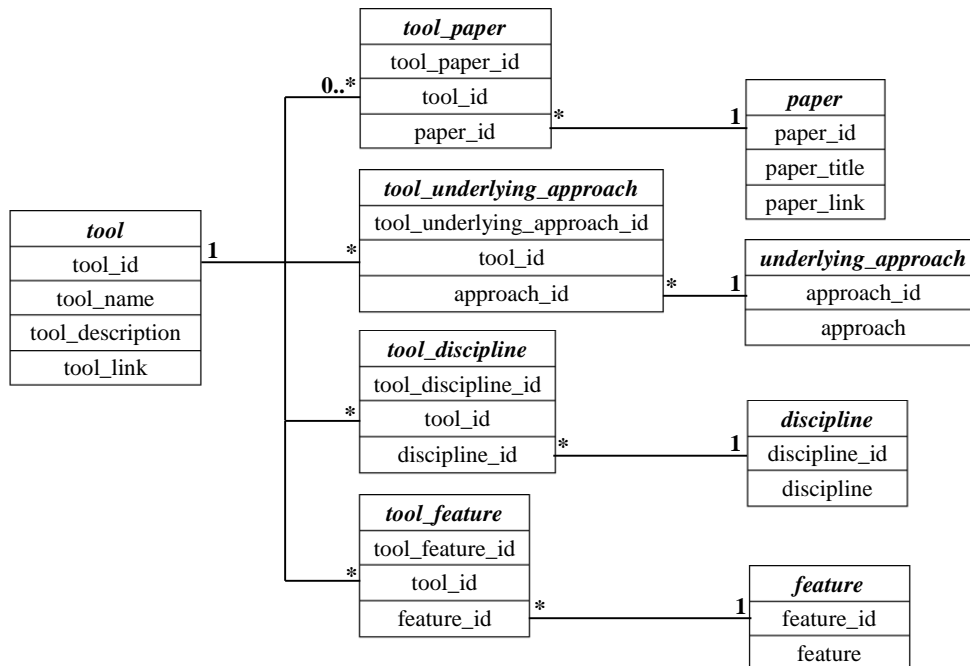 tool_paper
tool_paper_id
tool_id
paper_id
0..*
*
1
paper
paper_id
paper_title
paper_link
tool
tool_id
tool_name
tool_description
tool_link
1
*
tool_underlying_approach
tool_underlying_approach_id
tool_id
approach_id
*
1
underlying_approach
approach_id
approach
tool_discipline
tool_discipline_id
tool_id
discipline_id
*
*
1
discipline
discipline_id
discipline
tool_feature
tool_feature_id
tool_id
feature_id
*
*
1
feature
feature_id
feature